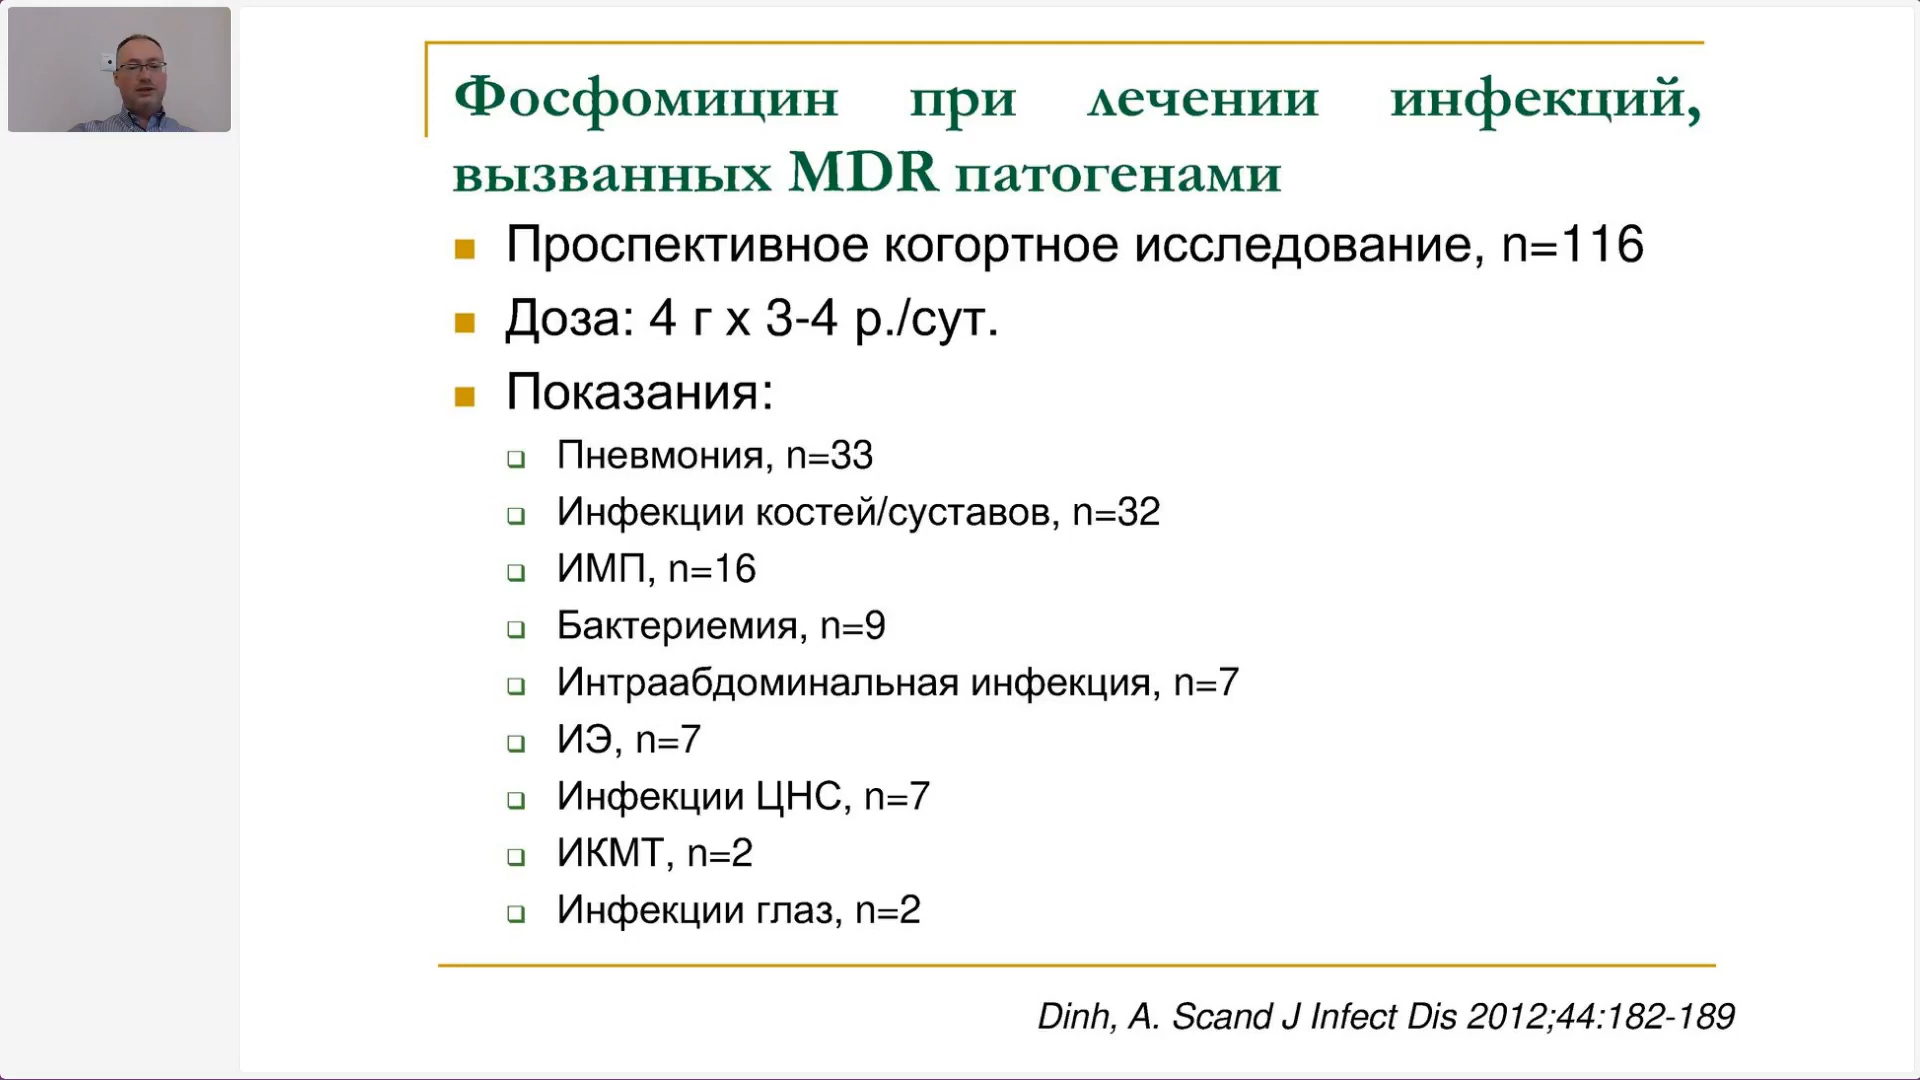 Фосфомицин при лечении инфекций,
вызванных MDR патогенами
Проспективное когортное исследование, n=116
Доза: 4 г х 3-4 р./сут.
Показания:
Пневмония, n=33
Инфекции костей/суставов, n=32
ИМП, n=16
Бактериемия, n=9
Интраабдоминальная инфекция, n=7
ИЭ, n=7
Инфекции ЦНС, n=7
ИКМТ, n=2
Инфекции глаз, n=2
Dinh, A. Scand J Infect Dis 2012;44:182-189